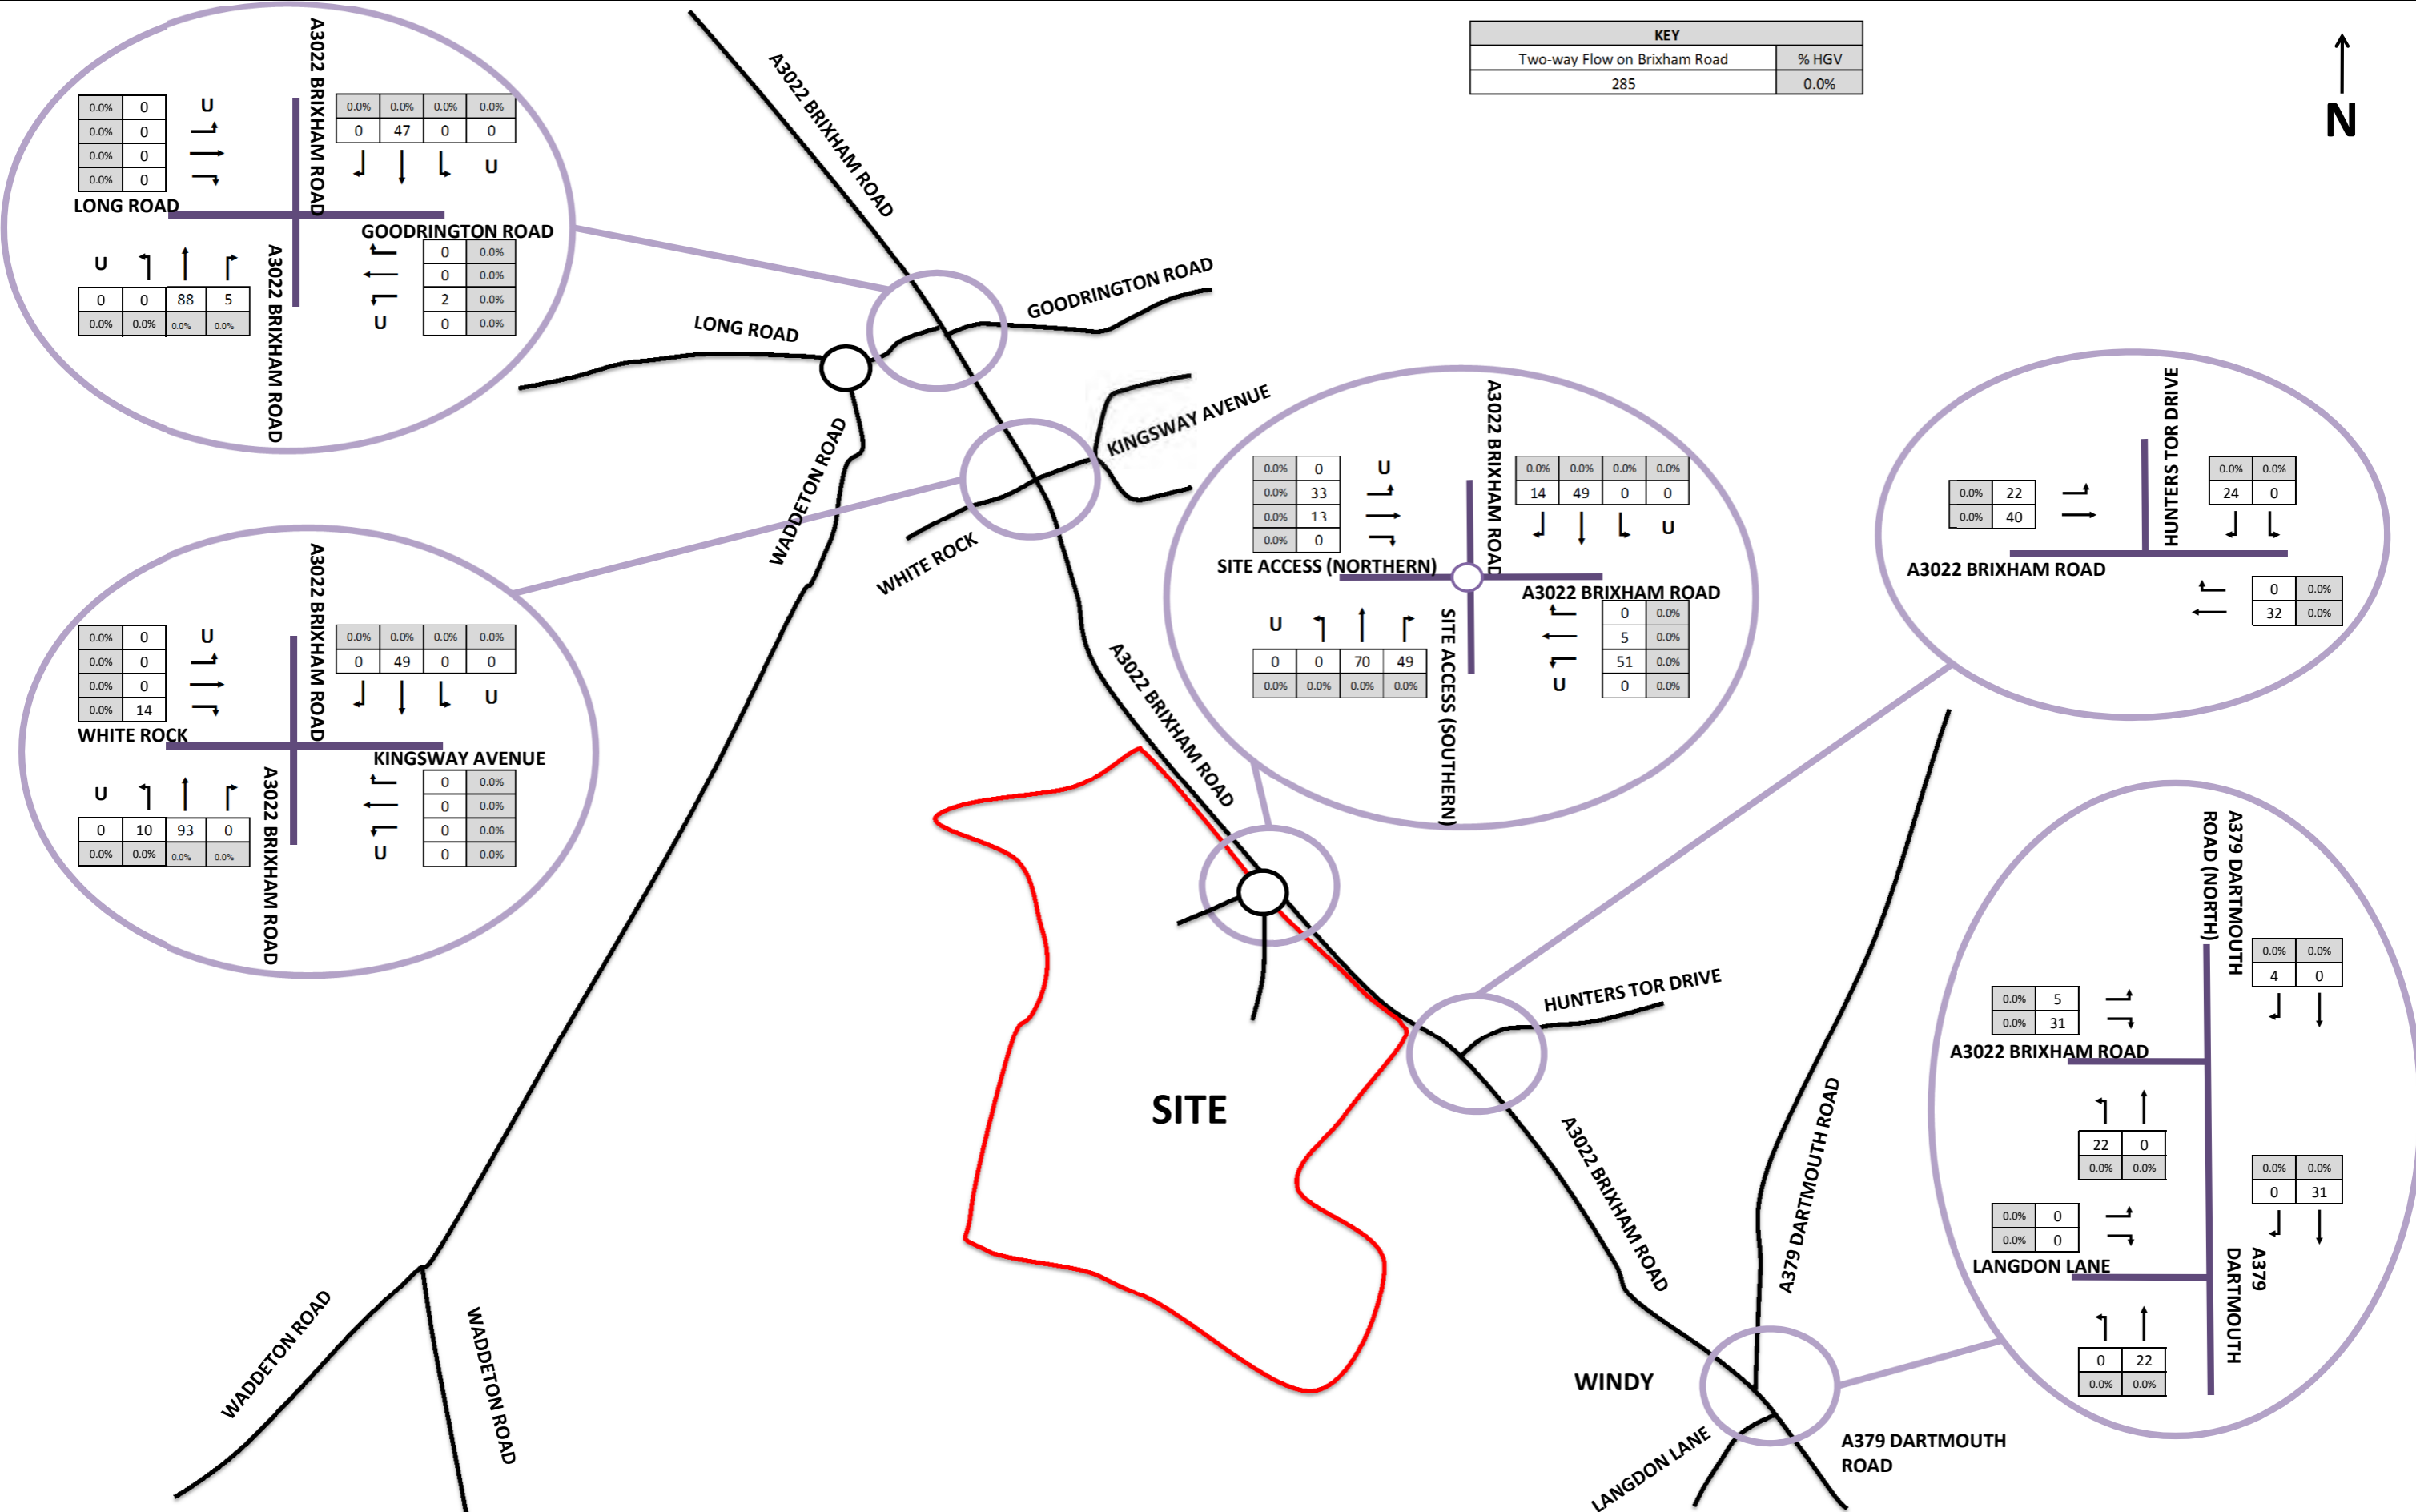 KEY
Two-way Flow on Brixham Road % HGV
285 0.0%
N
A3022 BRIXHAM ROAD
0.0% 0 U
0.0% 0
0.0% 0
0.0% 0
LONG ROAD
0.0% 0.0% 0.0% 0.0%
0 47 0 0
U
GOODRINGTON ROAD
0 0.0%
0 0.0%
2 0.0%
U 0 0.0%
U
0 0 88 5
0.0% 0.0% 0.0% 0.0%
A3022 BRIXHAM ROAD
A3022 BRIXHAM ROAD
GOODRINGTON ROAD
LONG ROAD
KINGSWAY AVENUE
WADDETON ROAD
WHITE ROCK
A3022 BRIXHAM ROAD
0.0% 0 U
0.0% 0
0.0% 0
0.0% 14
WHITE ROCK
0.0% 0.0% 0.0% 0.0%
0 49 0 0
U
KINGSWAY AVENUE
0 0.0%
0 0.0%
0 0.0%
U 0 0.0%
U
0 10 93 0
0.0% 0.0% 0.0% 0.0%
A3022 BRIXHAM ROAD
A3022 BRIXHAM ROAD
A3022 BRIXHAM ROAD
0.0% 0 U
0.0% 33
0.0% 13
0.0% 0
SITE ACCESS (NORTHERN)
0.0% 0.0% 0.0% 0.0%
14 49 0 0
U
A3022 BRIXHAM ROAD
0 0.0%
5 0.0%
51 0.0%
U 0 0.0%
U
0 0 70 49
0.0% 0.0% 0.0% 0.0%
SITE ACCESS (SOUTHERN)
HUNTERS TOR DRIVE
0.0% 22
0.0% 40
0.0% 0.0%
24 0
A3022 BRIXHAM ROAD
0 0.0%
32 0.0%
HUNTERS TOR DRIVE
SITE
A3022 BRIXHAM ROAD
A379 DARTMOUTH ROAD
A379 DARTMOUTH
ROAD (NORTH)
0.0% 0.0%
4 0
0.0% 5
0.0% 31
A3022 BRIXHAM ROAD
22 0
0.0% 0.0%
0.0% 0.0%
0 31
0.0% 0
0.0% 0
LANGDON LANE
A379
DARTMOUTH
0 22
0.0% 0.0%
WADDETON ROAD
WADDETON ROAD
WINDY
LANGDON LANE
A379 DARTMOUTH
ROAD